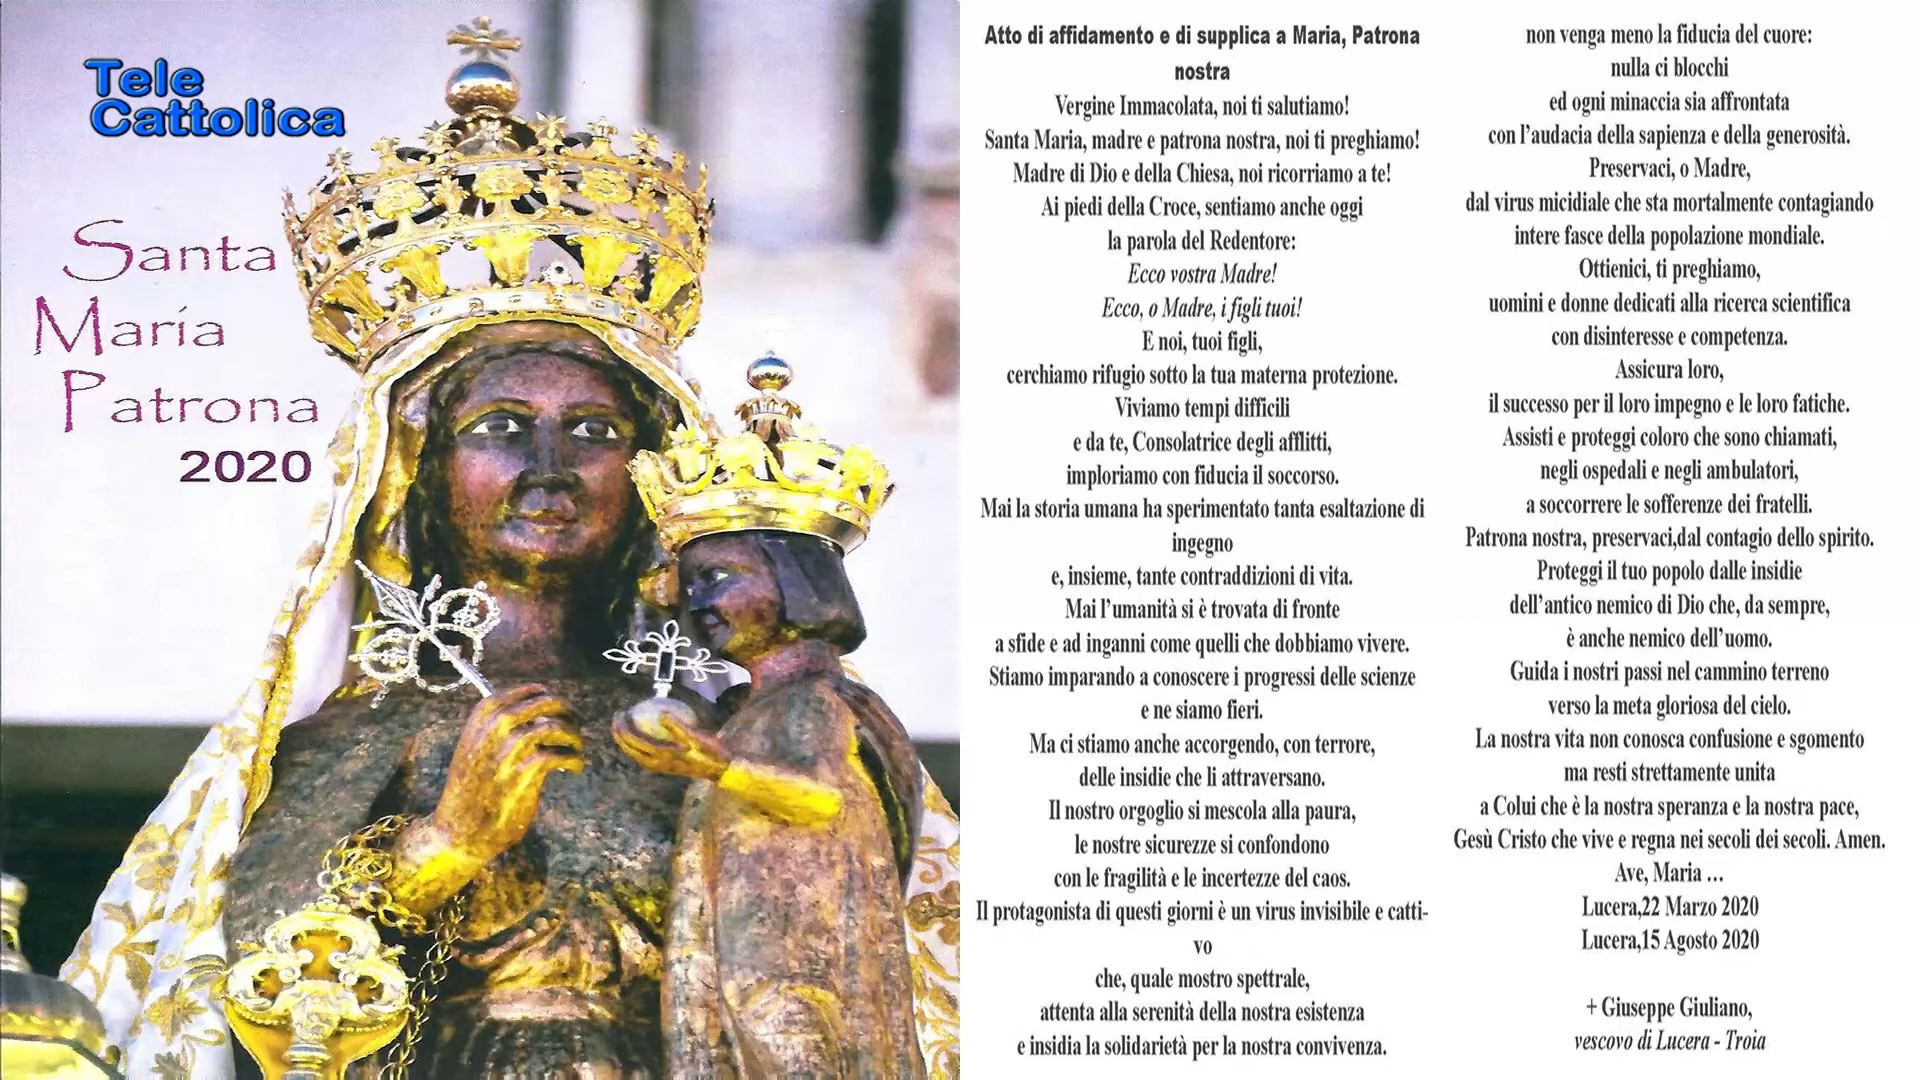 Tele
Cattolica
Santa
Maria
Patrona
2020
Atto di affidamento e di supplica a Maria, Patrona
nostra
Vergine Immacolata, noi ti salutiamo!
Santa Maria, madre e patrona nostra, noi ti preghiamo!
Madre di Dio e della Chiesa, noi ricorriamo a te!
Ai piedi della Croce, sentiamo anche oggi
la parola del Redentore:
Ecco vostra Madre!
Ecco, o Madre, i figli tuoi!
E noi, tuoi figli,
cerchiamo rifugio sotto la tua materna protezione.
Viviamo tempi difficili
e da te, Consolatrice degli afflitti,
imploriamo con fiducia il soccorso.
Mai la storia umana ha sperimentato tanta esaltazione di
ingegno
e, insieme, tante contraddizioni di vita.
Mai l'umanità si è trovata di fronte
a sfide e ad inganni come quelli che dobbiamo vivere.
Stiamo imparando a conoscere i progressi delle scienze
e ne siamo fieri.
Ma ci stiamo anche accorgendo, con terrore,
delle insidie che li attraversano.
Il nostro orgoglio si mescola alla paura,
le nostre sicurezze si confondono
con le fragilità e le incertezze del caos.
Il protagonista di questi giorni è un virus invisibile e catti-
vo
che, quale mostro spettrale,
attenta alla serenità della nostra esistenza
e insidia la solidarietà per la nostra convivenza.
non venga meno la fiducia del cuore:
nulla ci blocchi
ed ogni minaccia sia affrontata
con l'audacia della sapienza e della generosità.
Preservaci, o Madre,
dal virus micidiale che sta mortalmente contagiando
intere fasce della popolazione mondiale.
Ottienici, ti preghiamo,
uomini e donne dedicati alla ricerca scientifica
con disinteresse e competenza.
Assicura loro,
il successo per il loro impegno e le loro fatiche.
Assisti e proteggi coloro che sono chiamati,
negli ospedali e negli ambulatori,
a soccorrere le sofferenze dei fratelli.
Patrona nostra, preservaci,dal contagio dello spirito.
Proteggi il tuo popolo dalle insidie
dell'antico nemico di Dio che, da sempre,
è anche nemico dell'uomo.
Guida i nostri passi nel cammino terreno
verso la meta gloriosa del cielo.
La nostra vita non conosca confusione e sgomento
ma resti strettamente unita
a Colui che è la nostra speranza e la nostra pace,
Gesù Cristo che vive e regna nei secoli dei secoli. Amen.
Ave, Maria ...
Lucera,22 Marzo 2020
Lucera,15 Agosto 2020
+ Giuseppe Giuliano,
vescovo di Lucera - Troia